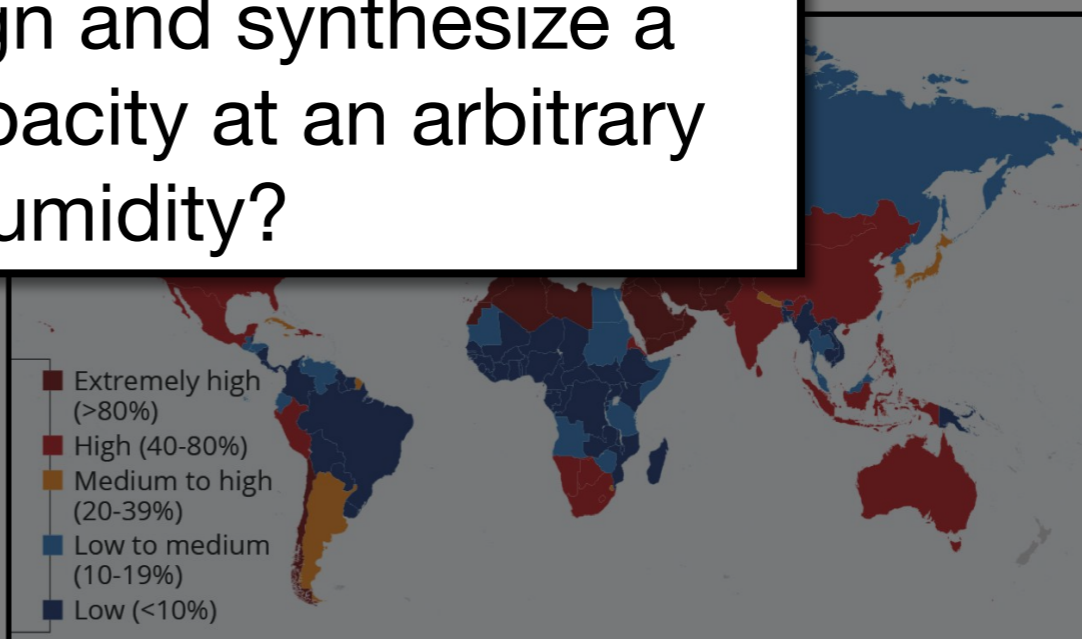 gn and synthesize a
pacity at an arbitrary
umidity?
Extremely high
(>80%)
High (40-80%)
Medium to high
(20-39%)
Low to medium
(10-19%)
Low (<10%)